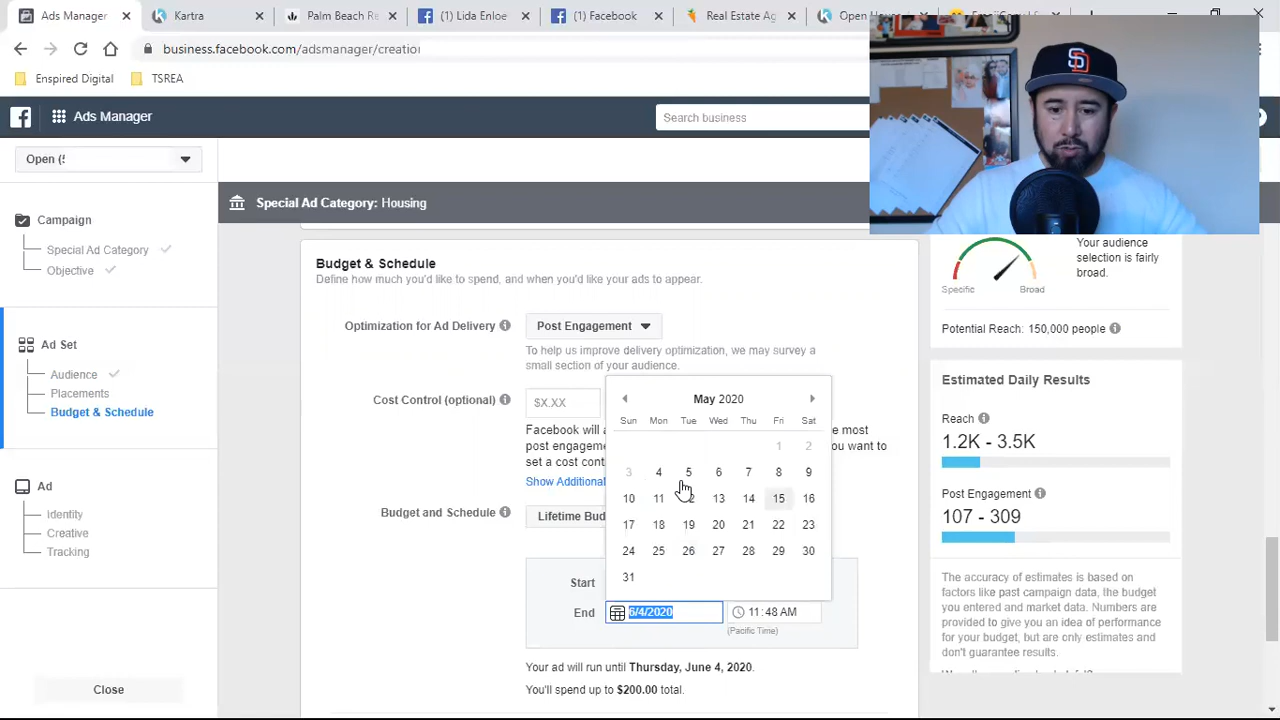 Ads Manager
Kartra
Palm Beach Re
(1) Lida Enloe
(1) Facebook
Real Estate Ag
Open
business.facebook.com/adsmanager/creation
Enspired Digital
TSREA
Ads Manager
Search business
Open (
Special Ad Category: Housing
Campaign
Special Ad Category
Objective
Ad Set
Audience
Placements
Budget & Schedule
Ad
Identity
Creative
Tracking
Close
Budget & Schedule
Define how much you'd like to spend, and when you'd like your ads to appear.
Optimization for Ad Delivery
Post Engagement
To help us improve delivery optimization, we may survey a
small section of your audience.
Cost Control (optional)
$X.XX
Facebook will a
e most
post engageme
ou want to
set a cost cont
Show Additional
Budget and Schedule
Lifetime Bud
May 2020
Sun Mon Tue Wed Thu Fri Sat
1 2
3 4 5 6 7 8 9
10 11 2 13 14 15 16
17 18 19 20 21 22 23
24 25 26 27 28 29 30
31
Start
End
6/4/2020
11:48 AM
(Pacific Time)
Your ad will run until Thursday, June 4, 2020.
You'll spend up to $200.00 total.
SD
Your audience
selection is fairly
broad.
Specific
Broad
Potential Reach: 150,000 people
Estimated Daily Results
Reach
1.2K - 3.5K
Post Engagement
107 - 309
The accuracy of estimates is based on
factors like past campaign data, the budget
you entered and market data. Numbers are
provided to give you an idea of performance
for your budget, but are only estimates and
don't guarantee results.